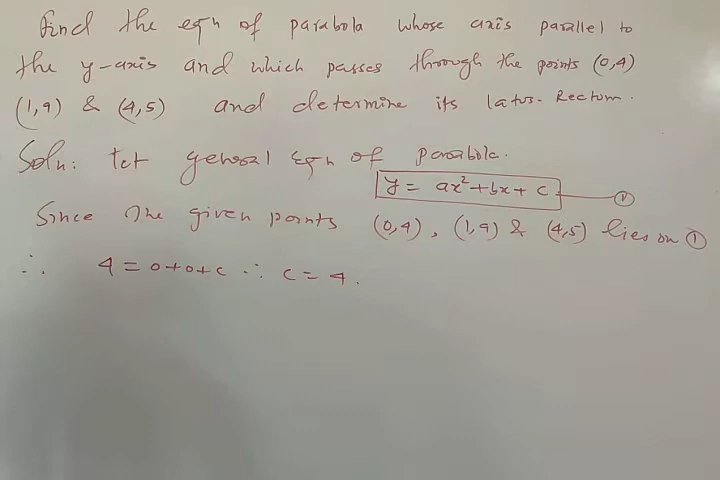 Find the eqn of parabola whose axis parallel to
the y-axis and which passes through the points (0,4)
(1,9) & (4,5) and determine its latus-Rectum.
Soln: Let general Eqn of Parabola.
y = ax²+bx+c ①
Since The given points (0,4), (1,9) & (4,5) lies on ①
∴ 4 = 0+0+c ∴ c = 4.